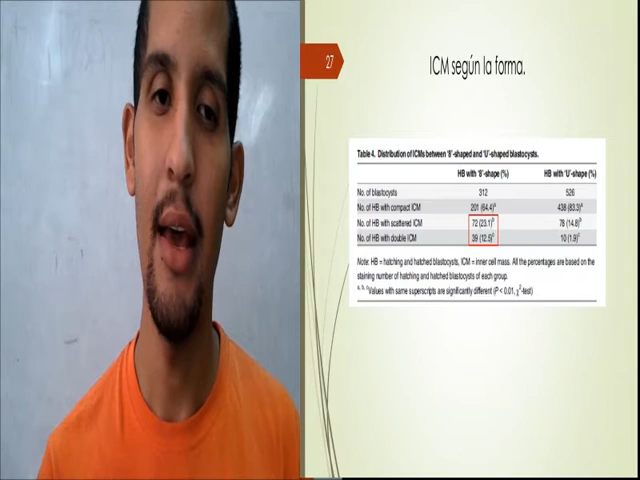 27
ICM según la forma.
Table 4. Distribution of ICMs between '8'-shaped and 'U'-shaped blastocysts.
HB with '8'-shape (%) HB with 'U'-shape (%)
No. of blastocysts 312 526
No. of HB with compact ICM 201 (64.4)a 438 (83.3)a
No. of HB with scattered ICM 72 (23.1)b 78 (14.8)b
No. of HB with double ICM 39 (12.5)c 10 (1.9)c
Note: HB = hatching and hatched blastocysts, ICM = inner cell mass. All the percentages are based on the
staining number of hatching and hatched blastocysts of each group.
a, b, cValues with same superscripts are significantly different (P < 0.01, χ2-test)